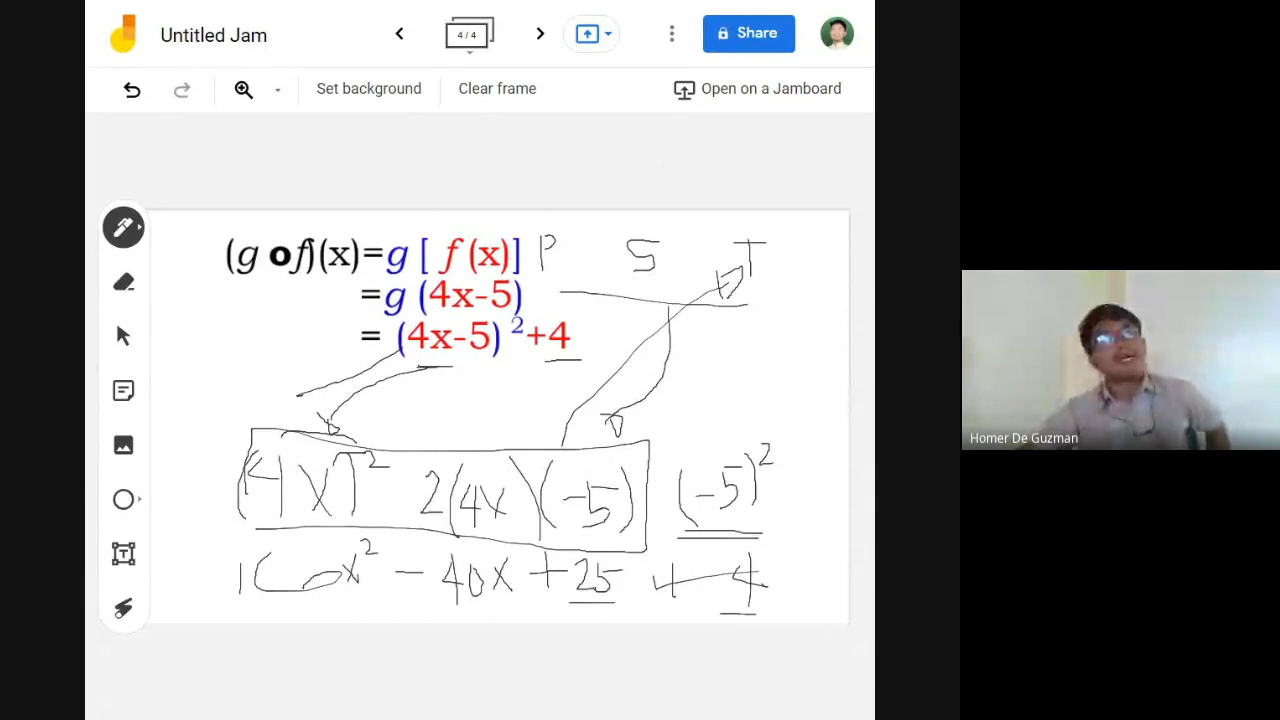 Untitled Jam
4 / 4
Share
Set background
Clear frame
Open on a Jamboard
(g o f)(x)=g [ f (x)] P S T
=g (4x-5)
= (4x-5) ²+4
(4x)² 2(4x)(-5) (-5)²
16x² - 40x + 25 + 4
Homer De Guzman